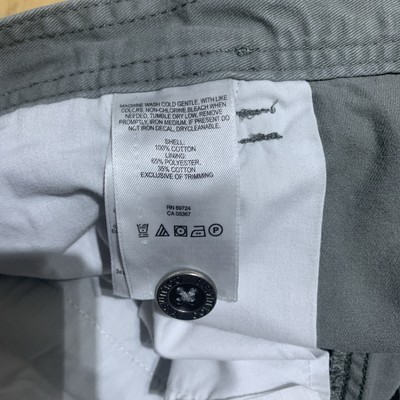 MACHINE WASH COLD GENTLE, WITH LIKE
COLORS. NON-CHLORINE BLEACH WHEN
NEEDED, TUMBLE DRY LOW, REMOVE
PROMPTLY, IRON MEDIUM, IF PRESENT DO
NOT IRON DECAL, DRYCLEANABLE.
SHELL:
100% COTTON
LINING:
65% POLYESTER,
35% COTTON
EXCLUSIVE OF TRIMMING
RN 69724
CA 08367
P